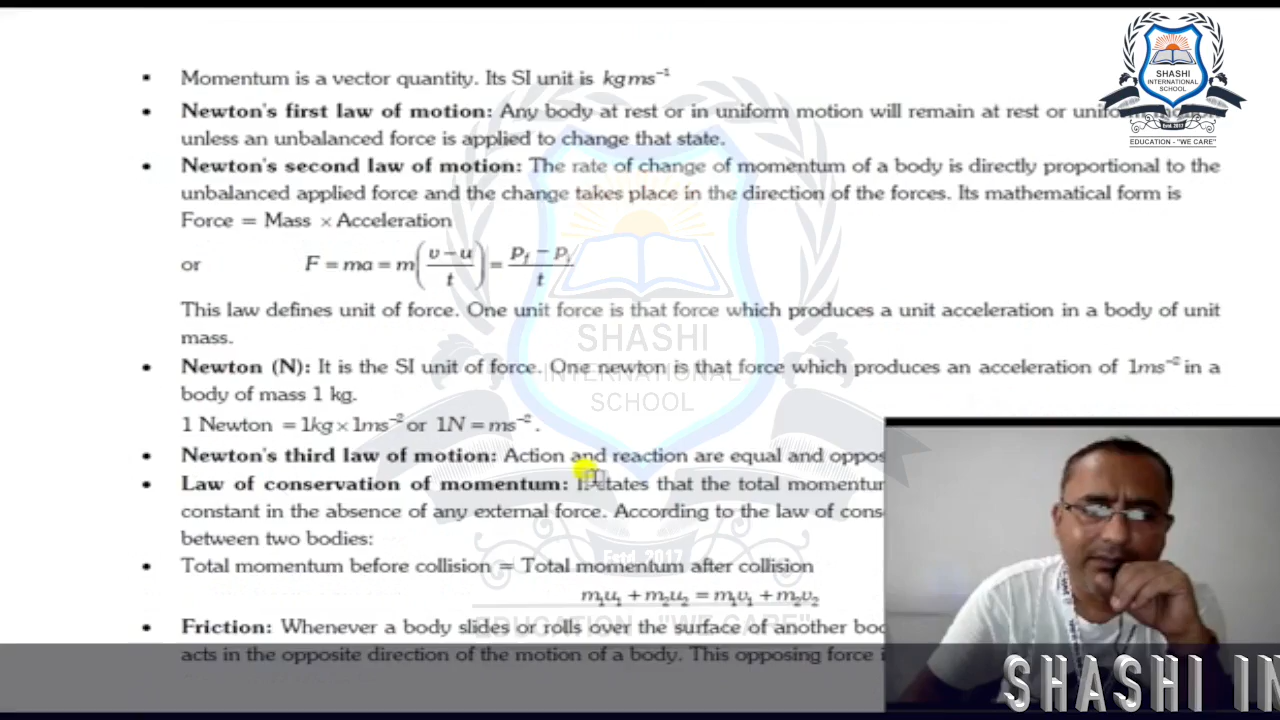 • Momentum is a vector quantity. Its SI unit is kg ms⁻¹
SHASHI
INTERNATIONAL
SCHOOL
Estd. 2017
EDUCATION - "WE CARE"
• Newton's first law of motion: Any body at rest or in uniform motion will remain at rest or
unless an unbalanced force is applied to change that state.
• Newton's second law of motion: The rate of change of momentum of a body is directly proportional to the
unbalanced applied force and the change takes place in the direction of the forces. Its mathematical form is
Force = Mass × Acceleration
or F = ma = m((v − u)/t) = (p_f − p_i)/t
This law defines unit of force. One unit force is that force which produces a unit acceleration in a body of unit
mass.
SHASHI
INTERNATIONAL
SCHOOL
• Newton (N): It is the SI unit of force. One newton is that force which produces an acceleration of 1ms⁻² in a
body of mass 1 kg.
1 Newton = 1kg × 1ms⁻² or 1N = ms⁻².
• Newton's third law of motion: Action and reaction are equal and
• Law of conservation of momentum: It states that the total
constant in the absence of any external force. According to the law of
between two bodies:
Estd. 2017
• Total momentum before collision = Total momentum after collision
m₁u₁ + m₂u₂ = m₁v₁ + m₂v₂
EDUCATION - "WE CARE"
• Friction: Whenever a body slides or rolls over the surface of another
acts in the opposite direction of the motion of a body. This opposing force
SHASHI IN